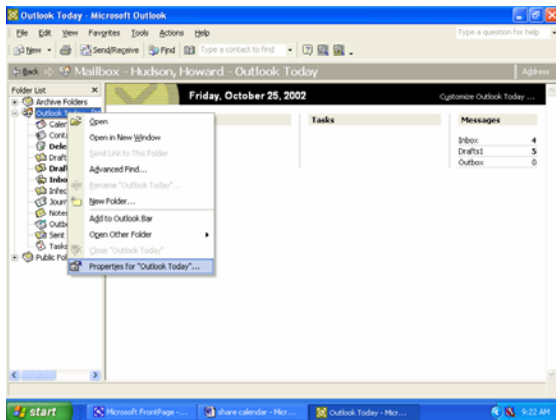 Outlook Today - Microsoft Outlook
File Edit View Favorites Tools Actions Help
Type a question for help
New Send/Receive Find Type a contact to find
Back Mailbox - Hudson, Howard - Outlook Today Address
Folder List
Friday, October 25, 2002
Customize Outlook Today ...
Archive Folders
Outlook
Calen
Cont
Dele
Draft
Draf
Inbo
Infec
Jour
Notes
Outb
Sent
Tasks
Public Fol
Open
Open in New Window
Send Link to This Folder
Advanced Find...
Rename "Outlook Today"...
New Folder...
Add to Outlook Bar
Open Other Folder
Close "Outlook Today"
Properties for "Outlook Today"...
Tasks
Messages
Inbox 4
Drafts1 5
Outbox 0
start
Microsoft FrontPage -...
share calendar - Micr...
Outlook Today - Micr...
9:22 AM